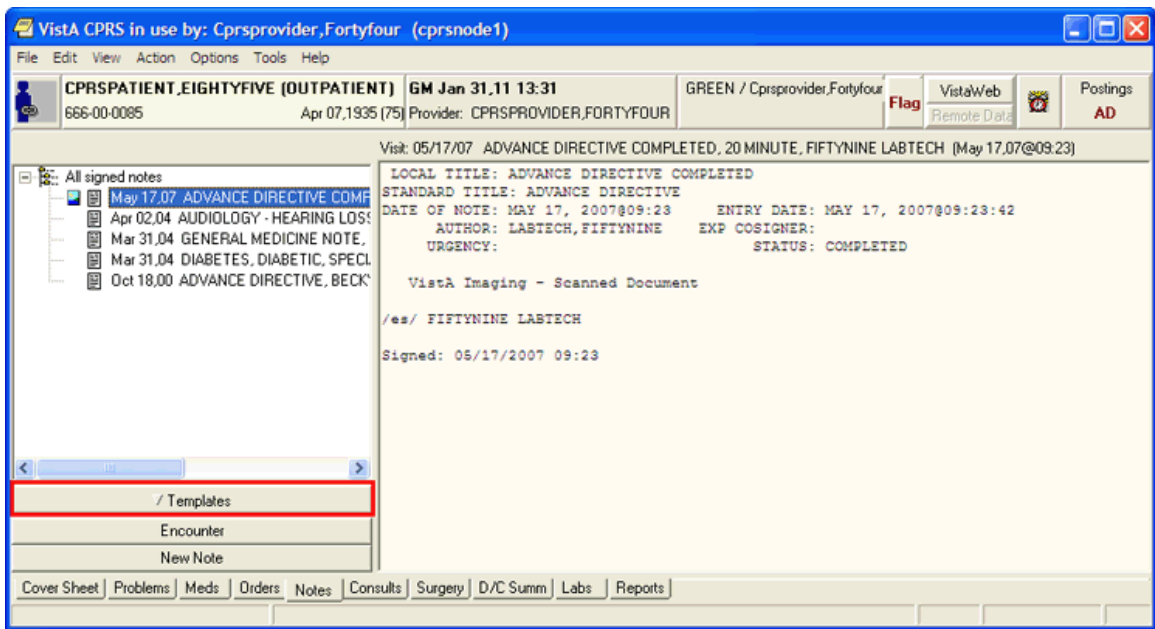 VistA CPRS in use by: Cprsprovider,Fortyfour (cprsnode1)
File Edit View Action Options Tools Help
CPRSPATIENT,EIGHTYFIVE (OUTPATIENT)
666-00-0085 Apr 07,1935 (75)
GM Jan 31,11 13:31
Provider: CPRSPROVIDER,FORTYFOUR
GREEN / Cprsprovider,Fortyfour
Flag
VistaWeb
Remote Data
Postings
AD
Visit: 05/17/07 ADVANCE DIRECTIVE COMPLETED, 20 MINUTE, FIFTYNINE LABTECH (May 17,07@09:23)
All signed notes
May 17,07 ADVANCE DIRECTIVE COMP
Apr 02,04 AUDIOLOGY - HEARING LOSS
Mar 31,04 GENERAL MEDICINE NOTE,
Mar 31,04 DIABETES, DIABETIC, SPECI
Oct 18,00 ADVANCE DIRECTIVE, BECKY
/ Templates
Encounter
New Note
LOCAL TITLE: ADVANCE DIRECTIVE COMPLETED
STANDARD TITLE: ADVANCE DIRECTIVE
DATE OF NOTE: MAY 17, 2007@09:23 ENTRY DATE: MAY 17, 2007@09:23:42
AUTHOR: LABTECH,FIFTYNINE EXP COSIGNER:
URGENCY: STATUS: COMPLETED
VistA Imaging - Scanned Document
/es/ FIFTYNINE LABTECH
Signed: 05/17/2007 09:23
Cover Sheet Problems Meds Orders Notes Consults Surgery D/C Summ Labs Reports